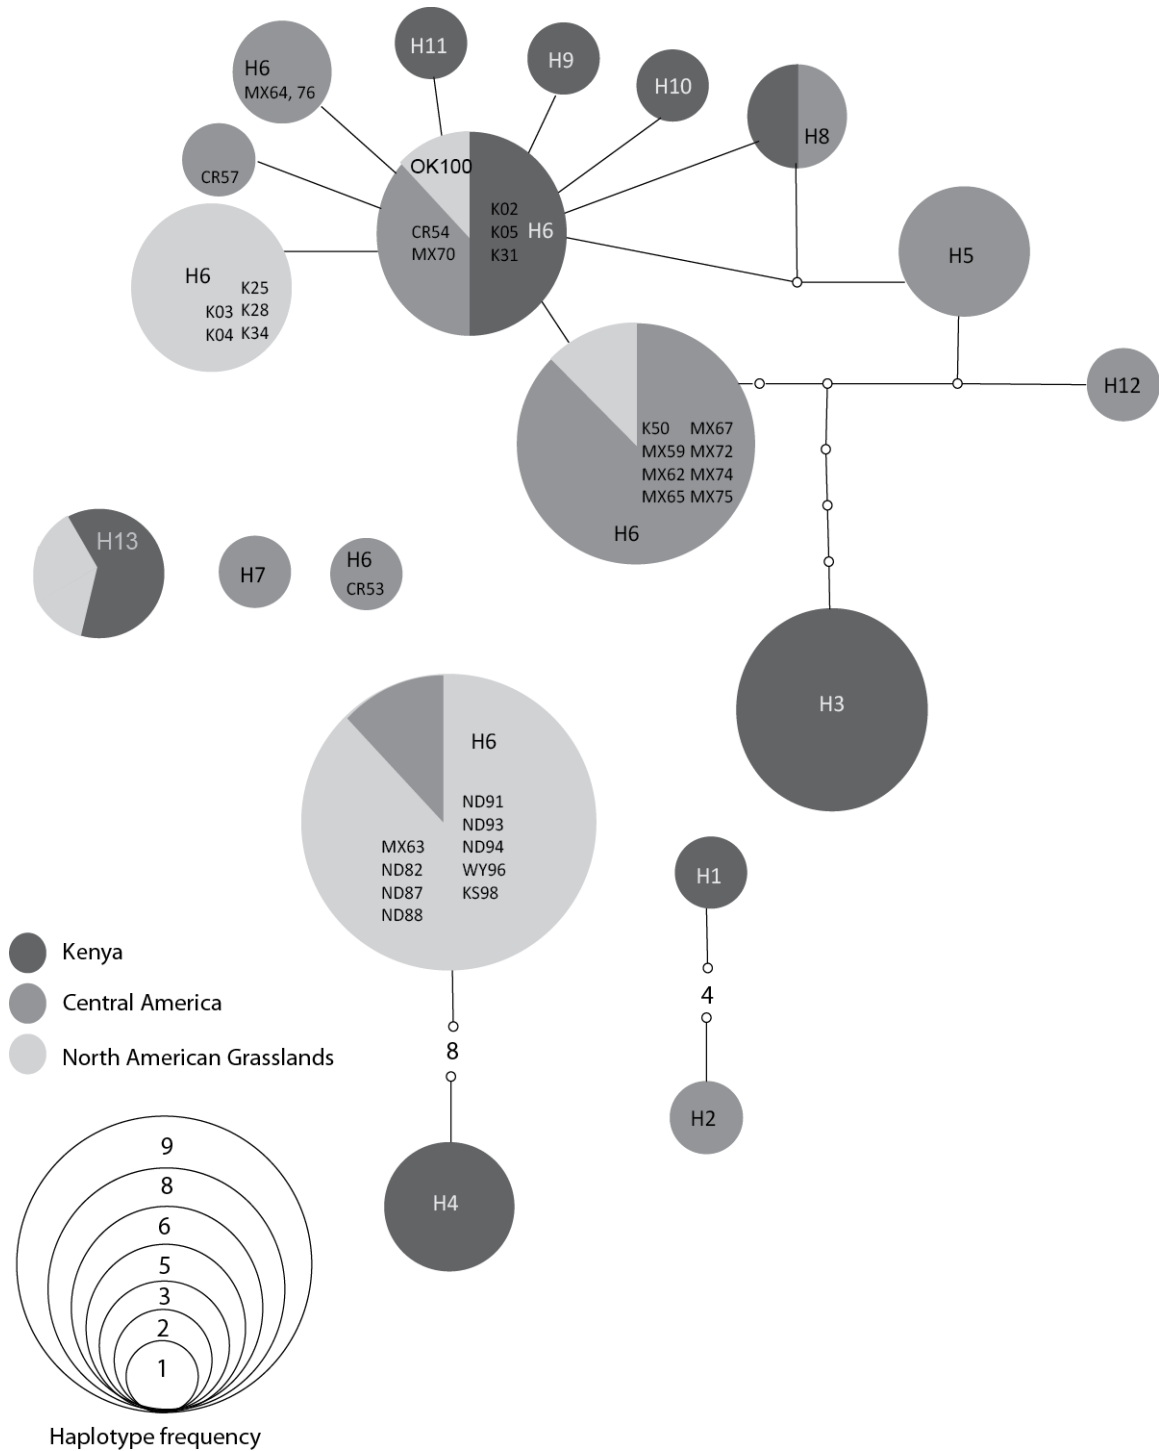 H11
H9
H10
H6
MX64, 76
H8
CR57
OK100
K02
K05
K31
H6
CR54
MX70
H5
H6
K25
K03 K28
K04 K34
H12
K50 MX67
MX59 MX72
MX62 MX74
MX65 MX75
H6
H13
H7
H6
CR53
H3
H6
ND91
ND93
ND94
WY96
KS98
MX63
ND82
ND87
ND88
H1
4
H2
8
H4
Kenya
Central America
North American Grasslands
9
8
6
5
3
2
1
Haplotype frequency